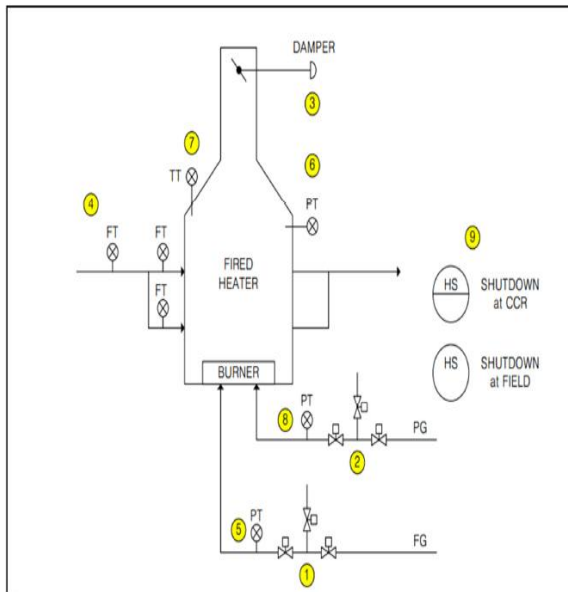 DAMPER
3
7
6
TT
PT
4
9
FT
FT
FIRED
HEATER
HS
SHUTDOWN
at CCR
FT
HS
SHUTDOWN
at FIELD
BURNER
PT
8
PG
2
PT
5
FG
1